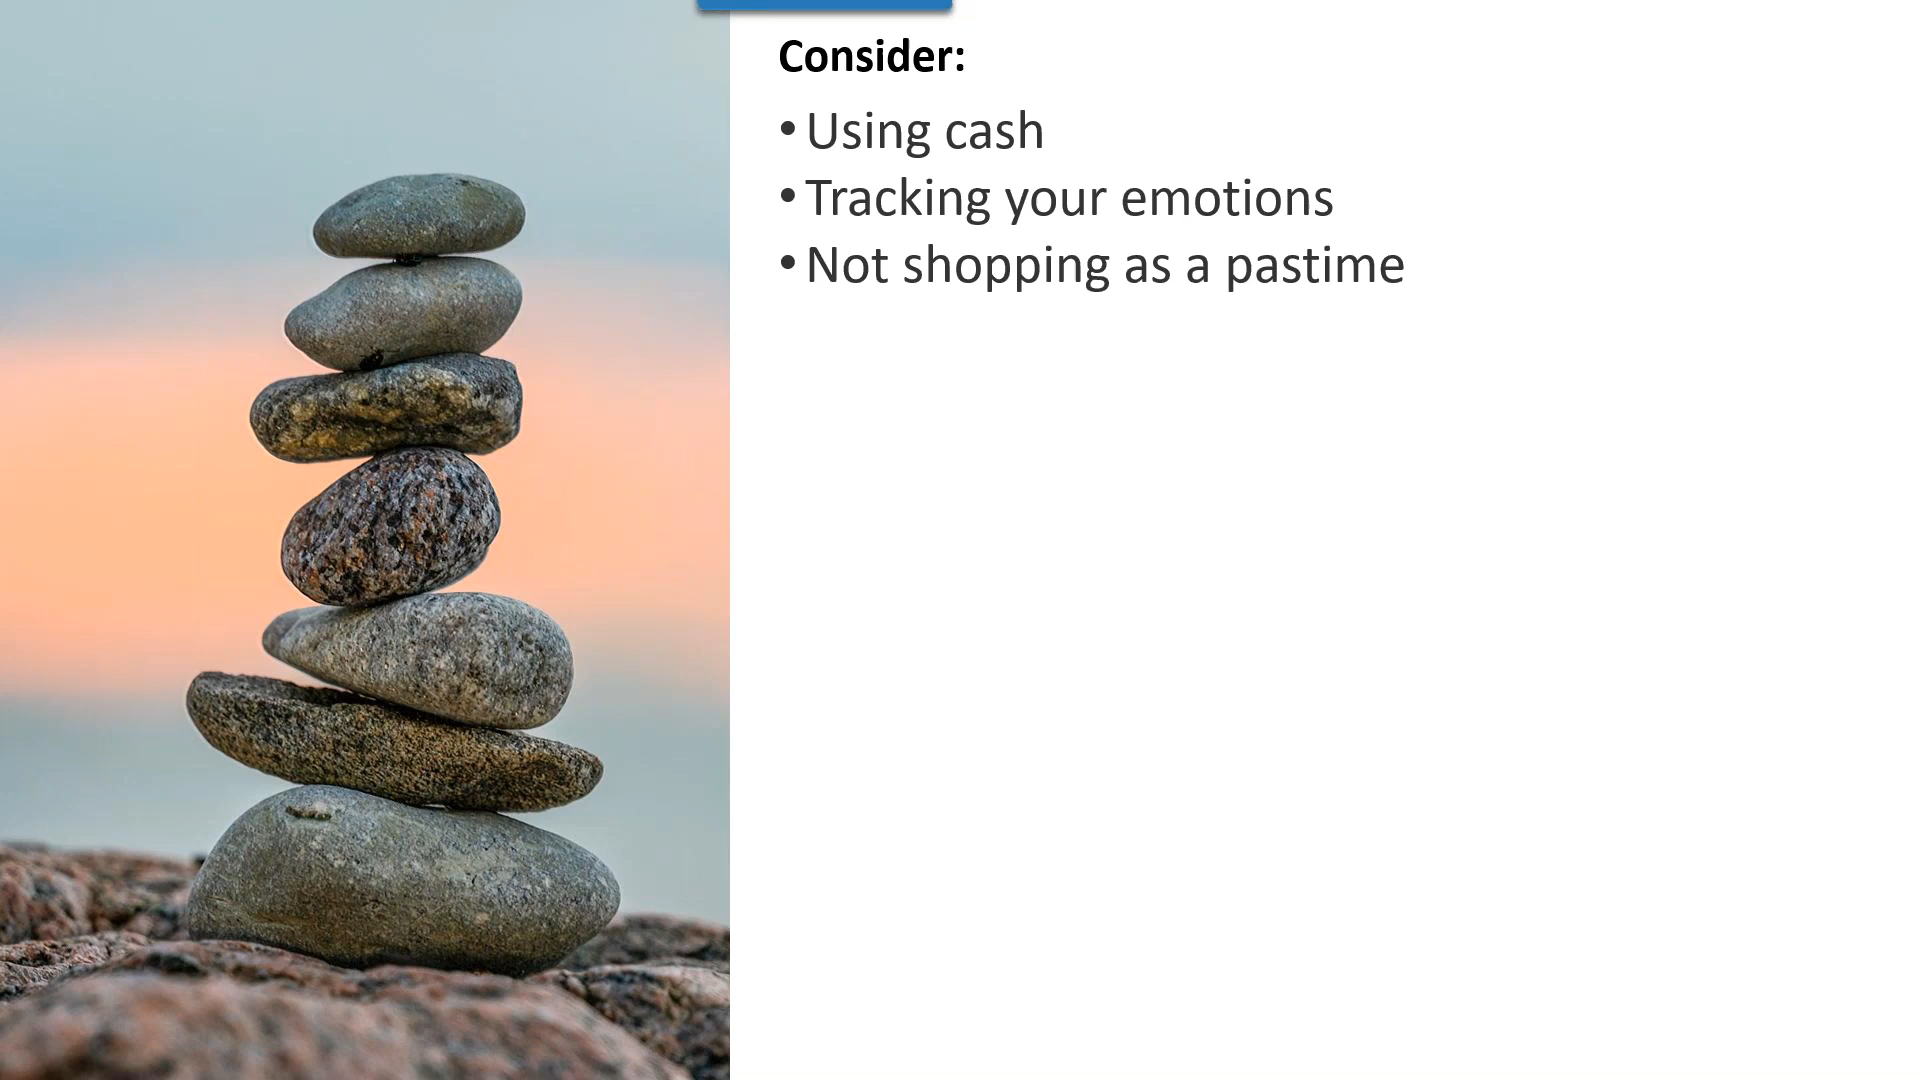 Consider:
• Using cash
• Tracking your emotions
• Not shopping as a pastime